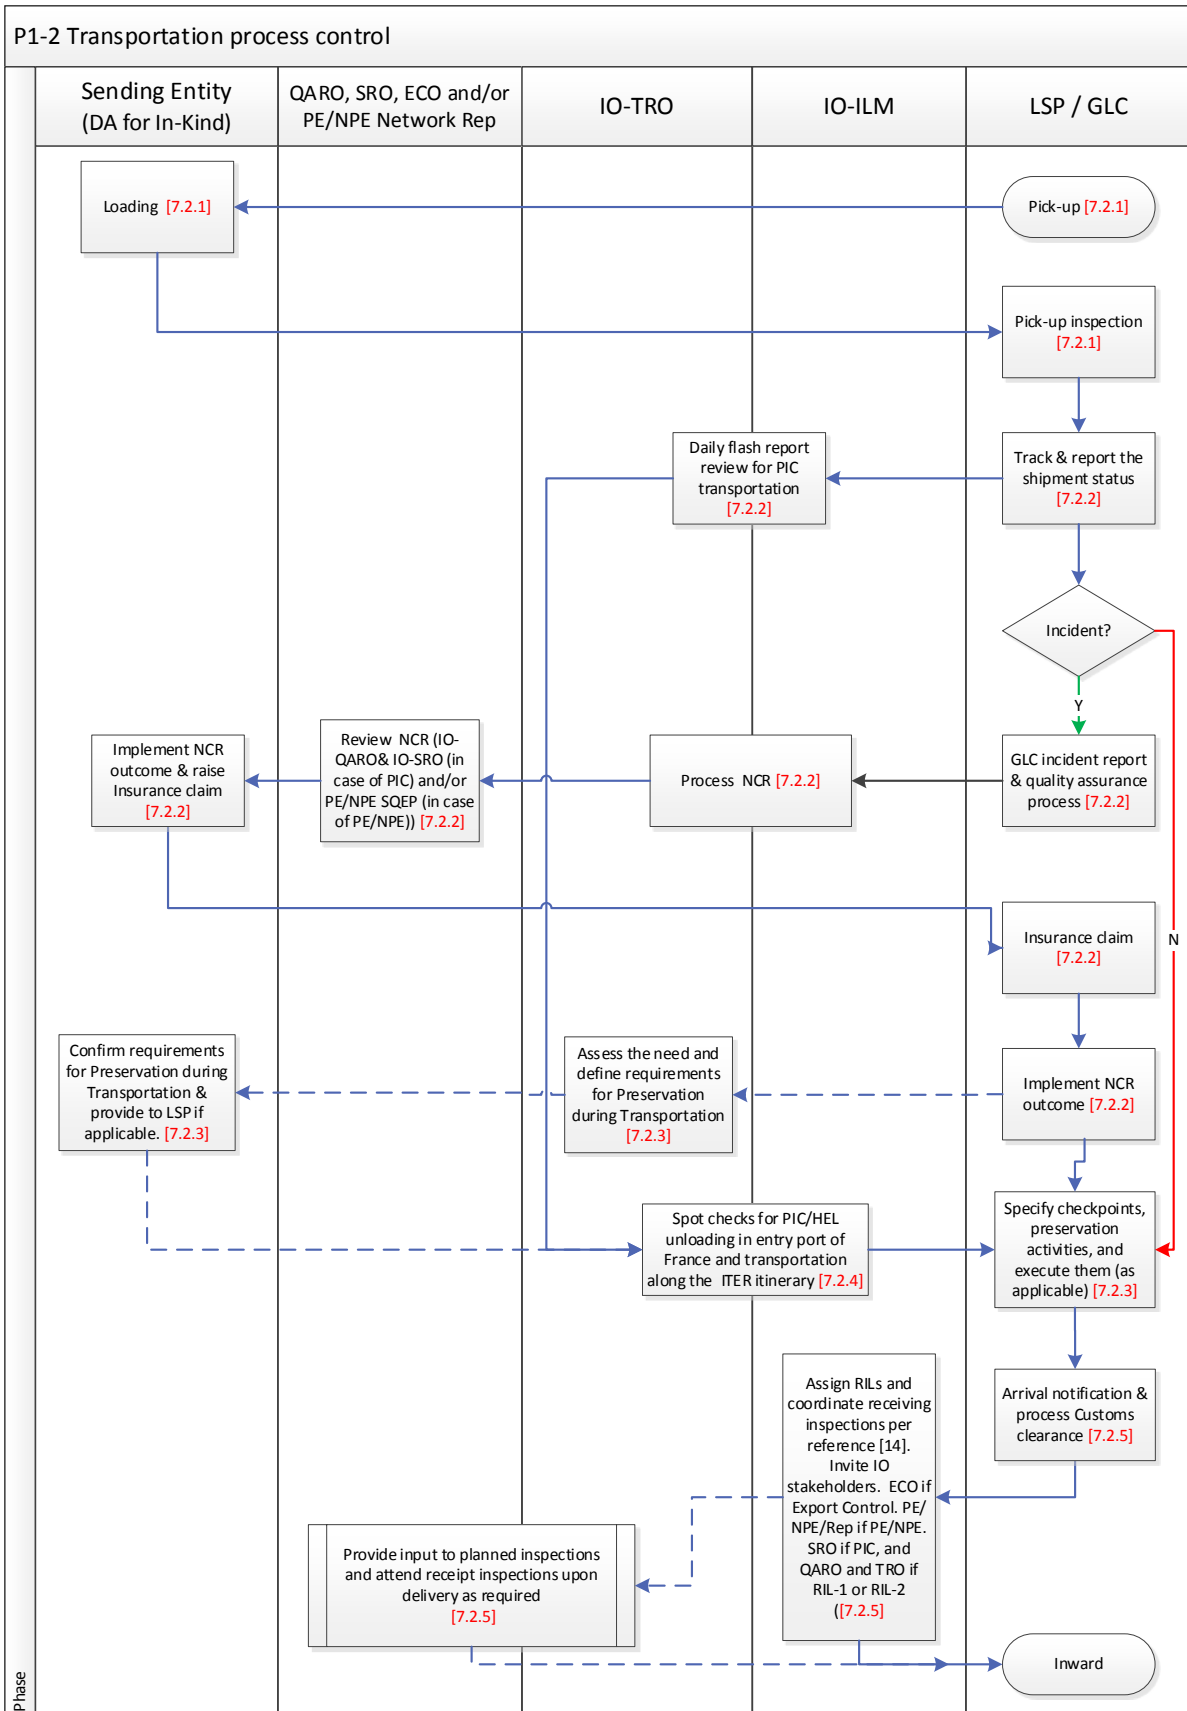 P1-2 Transportation process control
Sending Entity
(DA for In-Kind)
QARO, SRO, ECO and/or
PE/NPE Network Rep
IO-TRO
IO-ILM
LSP / GLC
Loading [7.2.1]
Pick-up [7.2.1]
Pick-up inspection
[7.2.1]
Daily flash report
review for PIC
transportation
[7.2.2]
Track & report the
shipment status
[7.2.2]
Incident?
Y
Implement NCR
outcome & raise
Insurance claim
[7.2.2]
Review NCR (IO-
QARO& IO-SRO (in
case of PIC) and/or
PE/NPE SQEP (in case
of PE/NPE)) [7.2.2]
Process NCR [7.2.2]
GLC incident report
& quality assurance
process [7.2.2]
Insurance claim
[7.2.2]
N
Confirm requirements
for Preservation during
Transportation &
provide to LSP if
applicable. [7.2.3]
Assess the need and
define requirements
for Preservation
during Transportation
[7.2.3]
Implement NCR
outcome [7.2.2]
Spot checks for PIC/HEL
unloading in entry port of
France and transportation
along the ITER itinerary [7.2.4]
Specify checkpoints,
preservation
activities, and
execute them (as
applicable) [7.2.3]
Assign RILs and
coordinate receiving
inspections per
reference [14].
Invite IO
stakeholders. ECO if
Export Control. PE/
NPE/Rep if PE/NPE.
SRO if PIC, and
QARO and TRO if
RIL-1 or RIL-2
([7.2.5]
Arrival notification &
process Customs
clearance [7.2.5]
Provide input to planned inspections
and attend receipt inspections upon
delivery as required
[7.2.5]
Inward
Phase